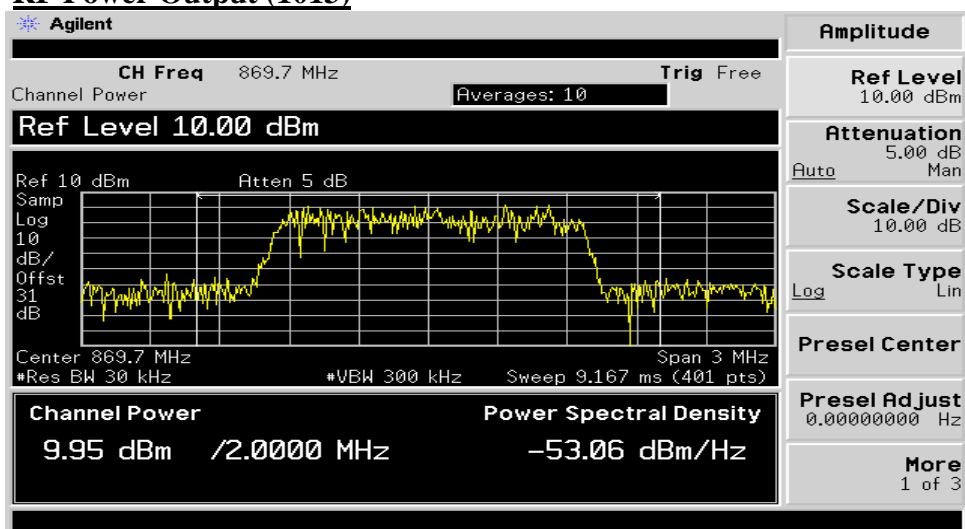 RF Power Output (1013)
Agilent
Amplitude
CH Freq 869.7 MHz Trig Free
Channel Power Averages: 10
Ref Level 10.00 dBm
Ref 10 dBm Atten 5 dB
Samp
Log
10
dB/
Offst
31
dB
Center 869.7 MHz Span 3 MHz
#Res BW 30 kHz #VBW 300 kHz Sweep 9.167 ms (401 pts)
Channel Power Power Spectral Density
9.95 dBm /2.0000 MHz -53.06 dBm/Hz
Ref Level
10.00 dBm
Attenuation
5.00 dB
Auto Man
Scale/Div
10.00 dB
Scale Type
Log Lin
Presel Center
Presel Adjust
0.00000000 Hz
More
1 of 3